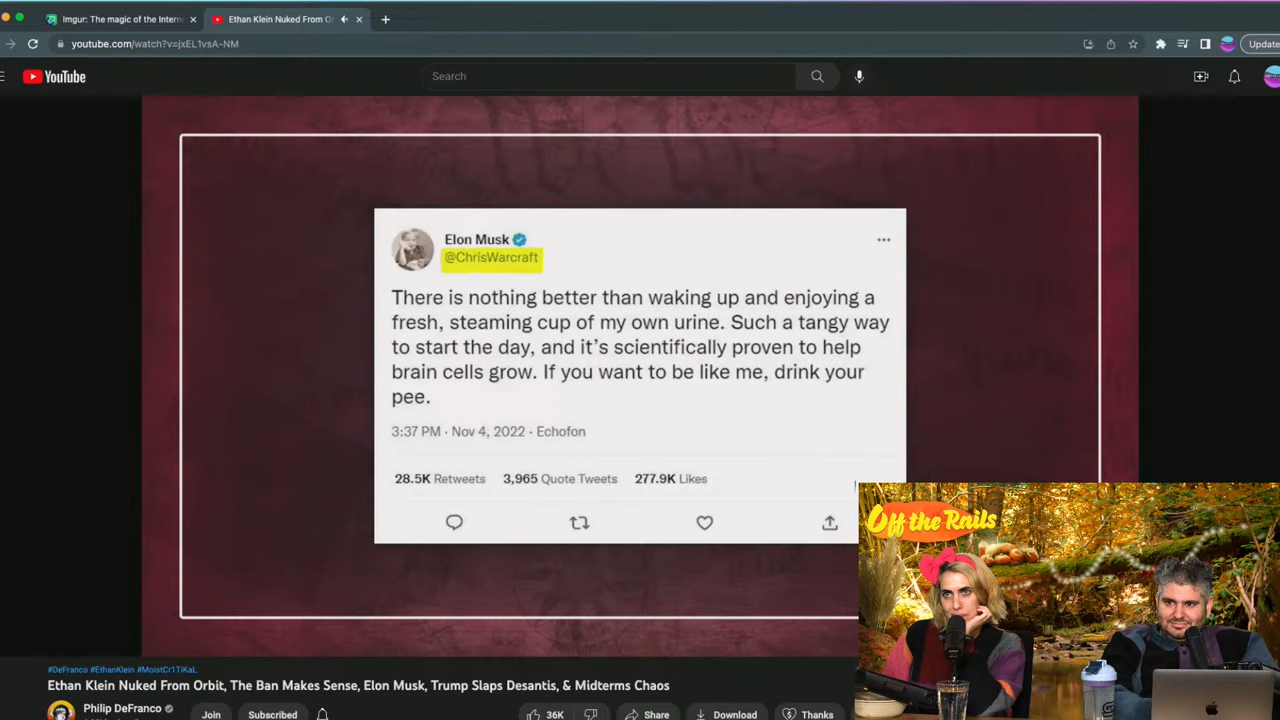 Imgur: The magic of the Intern
Ethan Klein Nuked From Or
youtube.com/watch?v=jxEL1vsA-NM
Update
YouTube
Search
Elon Musk
@ChrisWarcraft
There is nothing better than waking up and enjoying a
fresh, steaming cup of my own urine. Such a tangy way
to start the day, and it's scientifically proven to help
brain cells grow. If you want to be like me, drink your
pee.
3:37 PM · Nov 4, 2022 · Echofon
28.5K Retweets 3,965 Quote Tweets 277.9K Likes
Off the Rails
#DeFranco #EthanKlein #MoistCr1TiKaL
Ethan Klein Nuked From Orbit, The Ban Makes Sense, Elon Musk, Trump Slaps Desantis, & Midterms Chaos
Philip DeFranco
Join Subscribed 36K Share Download Thanks